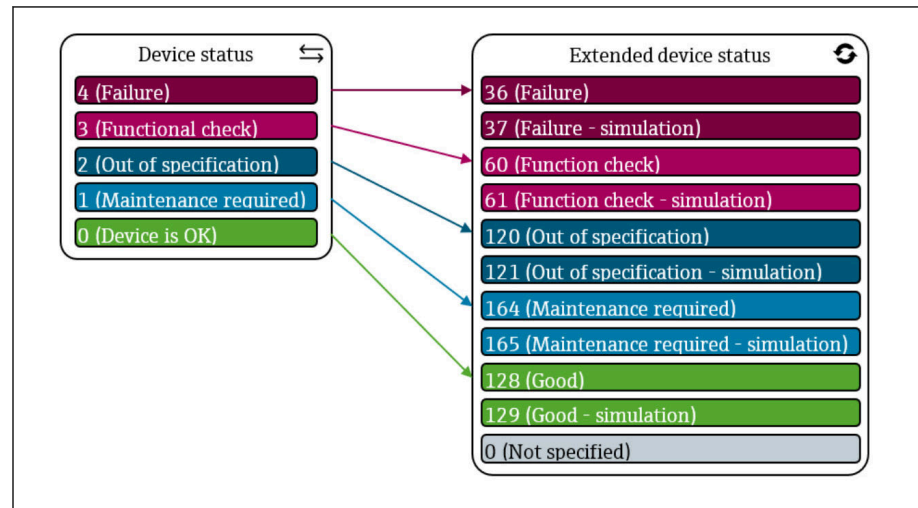 Device status
4 (Failure)
3 (Functional check)
2 (Out of specification)
1 (Maintenance required)
0 (Device is OK)
Extended device status
36 (Failure)
37 (Failure - simulation)
60 (Function check)
61 (Function check - simulation)
120 (Out of specification)
121 (Out of specification - simulation)
164 (Maintenance required)
165 (Maintenance required - simulation)
128 (Good)
129 (Good - simulation)
0 (Not specified)